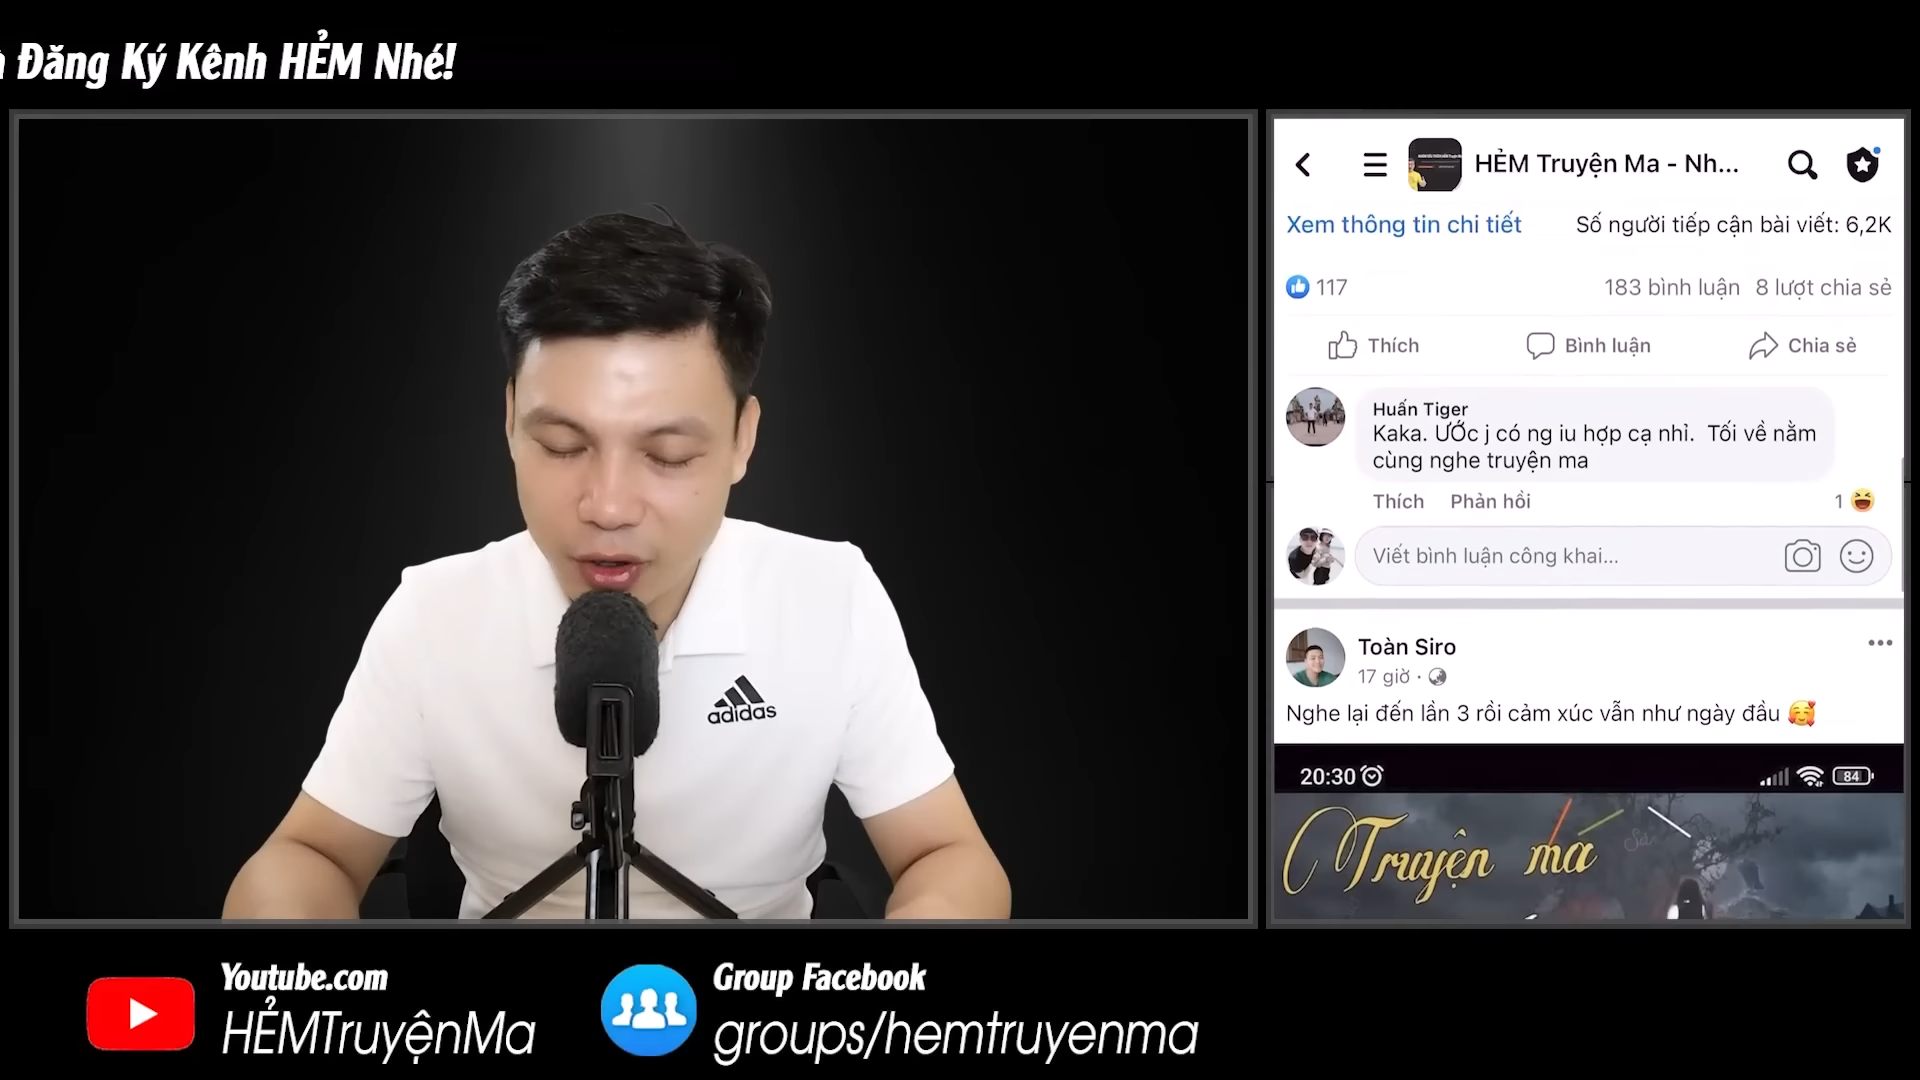 Đăng Ký Kênh HẺM Nhé!
HẺM Truyện Ma - Nh...
Xem thông tin chi tiết
Số người tiếp cận bài viết: 6,2K
117
183 bình luận
8 lượt chia sẻ
Thích
Bình luận
Chia sẻ
Huấn Tiger
Kaka. ƯỚc j có ng iu hợp cạ nhỉ. Tối về nằm
cùng nghe truyện ma
Thích
Phản hồi
1
Viết bình luận công khai...
Toàn Siro
17 giờ ·
Nghe lại đến lần 3 rồi cảm xúc vẫn như ngày đầu 🥰
20:30
84
Truyện ma
adidas
Youtube.com
HẺMTruyệnMa
Group Facebook
groups/hemtruyenma